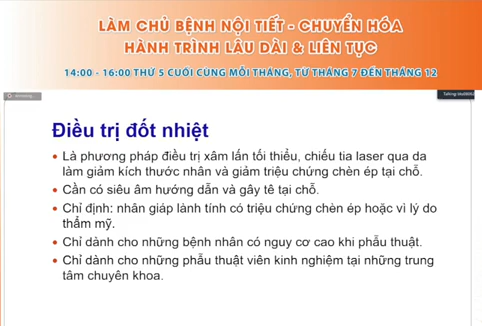 LÀM CHỦ BỆNH NỘI TIẾT - CHUYỂN HÓA
HÀNH TRÌNH LÂU DÀI & LIÊN TỤC
14:00 - 16:00 THỨ 5 CUỐI CÙNG MỖI THÁNG, TỪ THÁNG 7 ĐẾN THÁNG 12
Điều trị đốt nhiệt
• Là phương pháp điều trị xâm lấn tối thiểu, chiếu tia laser qua da
làm giảm kích thước nhân và giảm triệu chứng chèn ép tại chỗ.
• Cần có siêu âm hướng dẫn và gây tê tại chỗ.
• Chỉ định: nhân giáp lành tính có triệu chứng chèn ép hoặc vì lý do
thẩm mỹ.
• Chỉ dành cho những bệnh nhân có nguy cơ cao khi phẫu thuật.
• Chỉ dành cho những phẫu thuật viên kinh nghiệm tại những trung
tâm chuyên khoa.